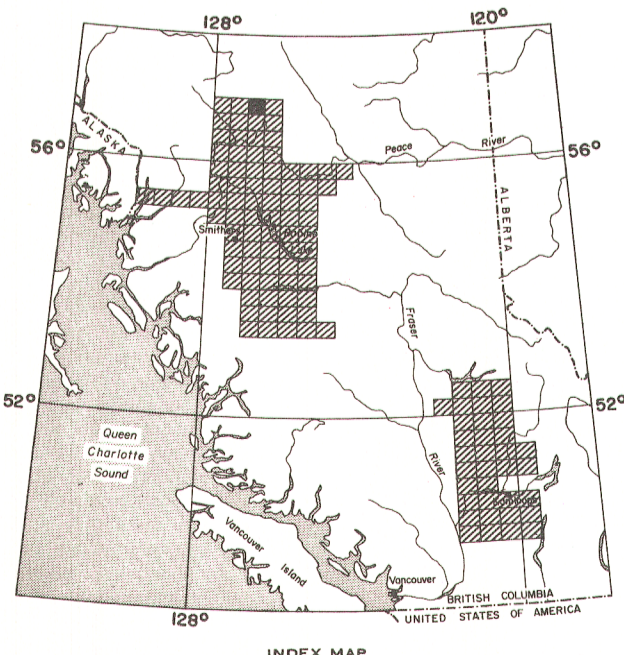 128°
120°
ALASKA
56°
Peace River
56°
ALBERTA
Smithers
Fraser
52°
52°
Queen
Charlotte
Sound
River
Kamloops
Vancouver Island
Vancouver
BRITISH COLUMBIA
UNITED STATES OF AMERICA
128°
INDEX MAP